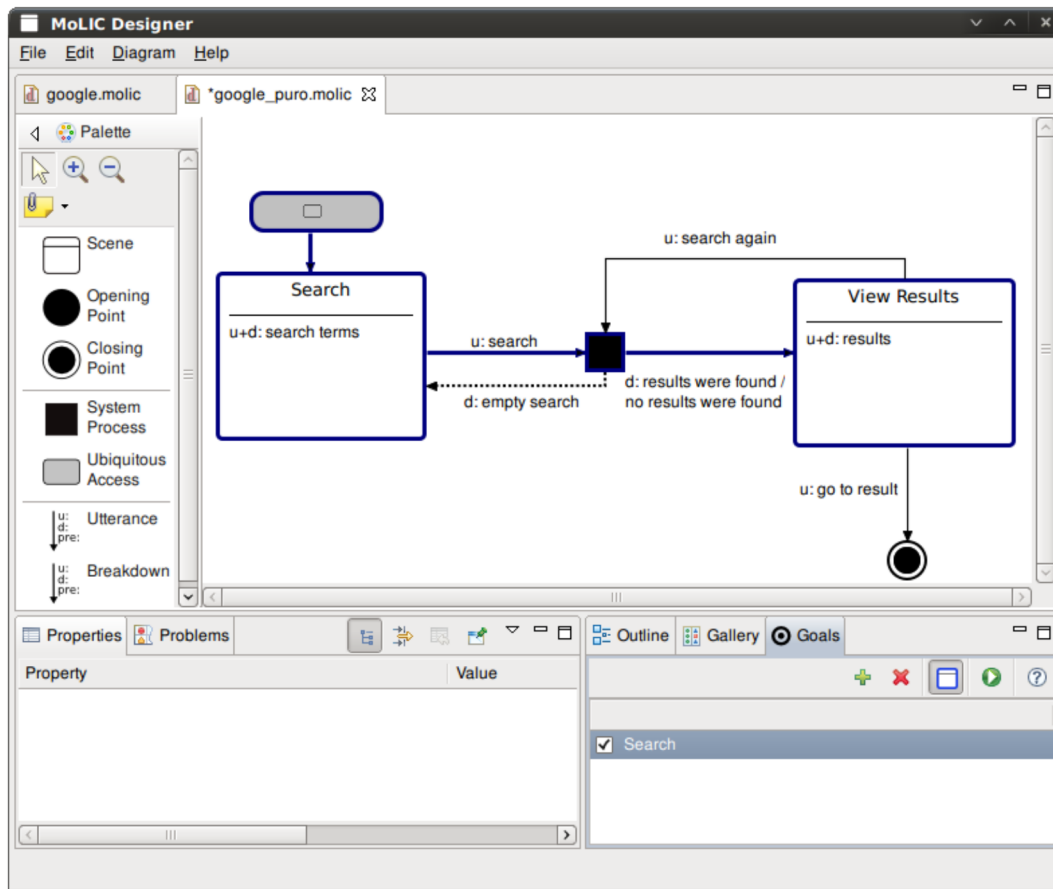 MoLIC Designer
File Edit Diagram Help
google.molic *google_puro.molic
Palette
Scene
Opening
Point
Closing
Point
System
Process
Ubiquitous
Access
u:
d:
pre:
Utterance
u:
d:
pre:
Breakdown
u: search again
Search
u+d: search terms
u: search
d: empty search
d: results were found /
no results were found
View Results
u+d: results
u: go to result
Properties Problems
Property Value
Outline Gallery Goals
Search